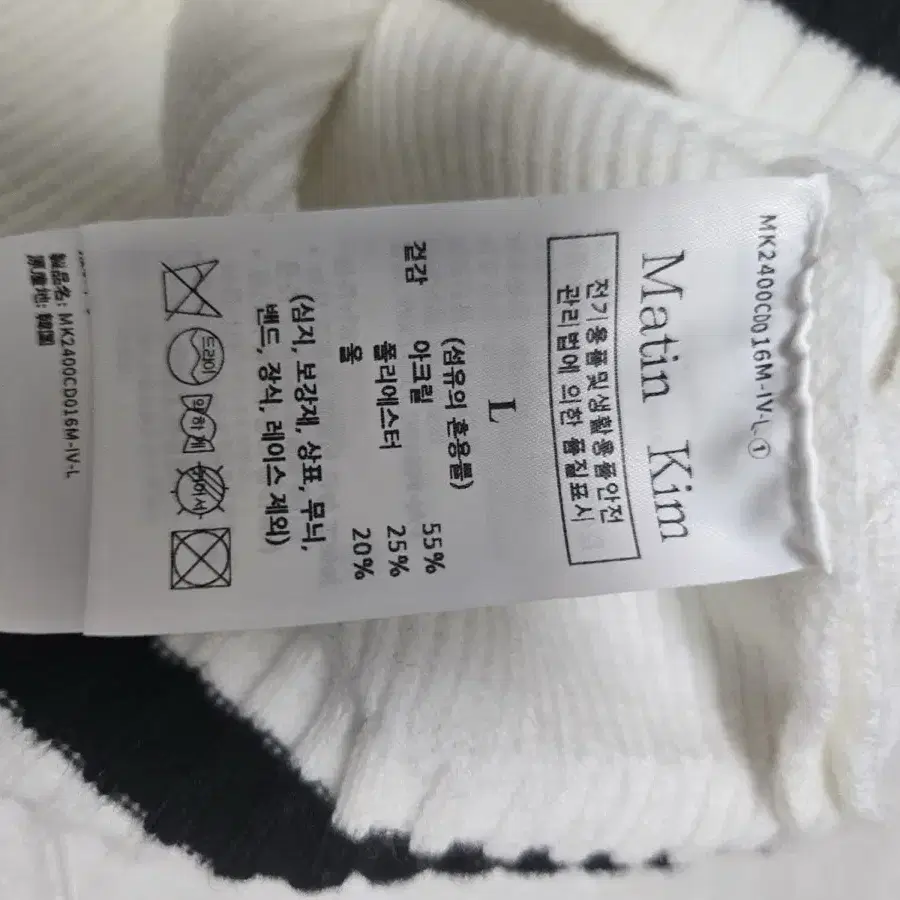 MK2400CD016M-IV-L ①
Matin Kim
전기용품 및 생활용품안전
관리법에 의한 품질표시
L
(섬유의 혼용률)
겉감 아크릴 55%
폴리에스터 25%
울 20%
(심지, 보강재, 상표, 무늬,
밴드, 장식, 레이스 제외)
드라이
약하게
뉘어서
製品名: MK2400CD016M-IV-L
原産地: 韓国